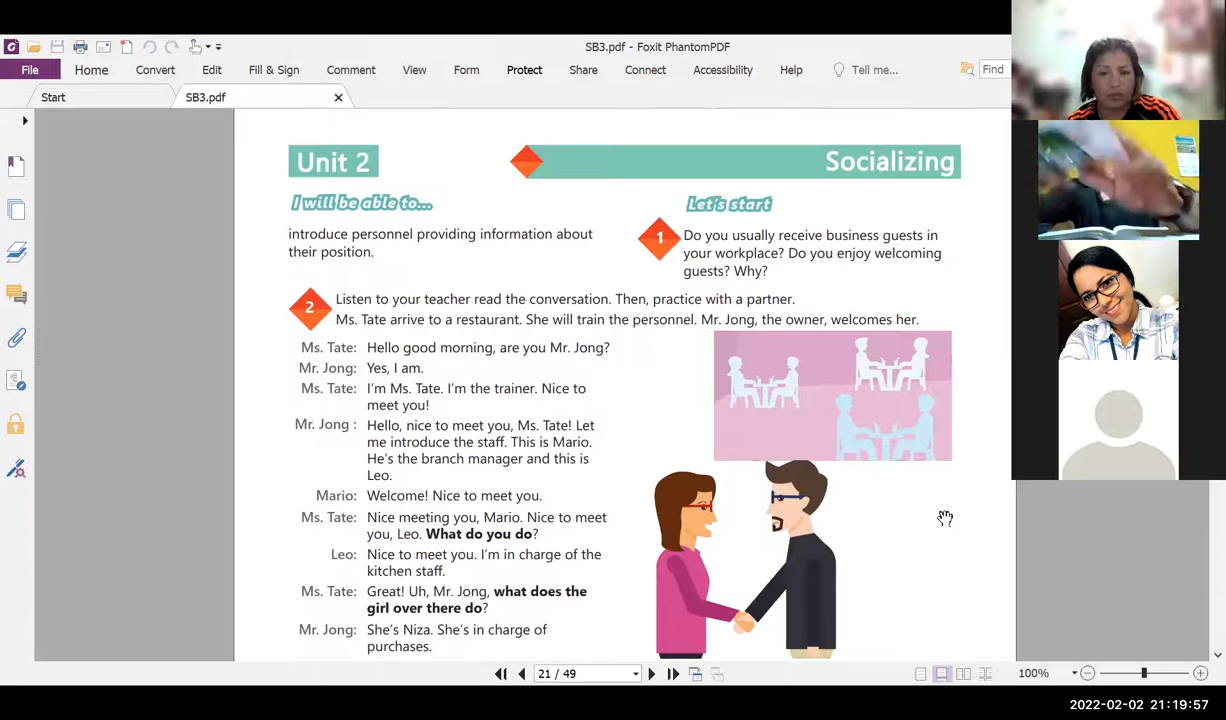 SB3.pdf - Foxit PhantomPDF
File Home Convert Edit Fill & Sign Comment View Form Protect Share Connect Accessibility Help Tell me... Find
Start SB3.pdf
Unit 2 Socializing
I will be able to...
introduce personnel providing information about
their position.
Let's start
1 Do you usually receive business guests in
your workplace? Do you enjoy welcoming
guests? Why?
2 Listen to your teacher read the conversation. Then, practice with a partner.
Ms. Tate arrive to a restaurant. She will train the personnel. Mr. Jong, the owner, welcomes her.
Ms. Tate: Hello good morning, are you Mr. Jong?
Mr. Jong: Yes, I am.
Ms. Tate: I'm Ms. Tate. I'm the trainer. Nice to
meet you!
Mr. Jong : Hello, nice to meet you, Ms. Tate! Let
me introduce the staff. This is Mario.
He's the branch manager and this is
Leo.
Mario: Welcome! Nice to meet you.
Ms. Tate: Nice meeting you, Mario. Nice to meet
you, Leo. What do you do?
Leo: Nice to meet you. I'm in charge of the
kitchen staff.
Ms. Tate: Great! Uh, Mr. Jong, what does the
girl over there do?
Mr. Jong: She's Niza. She's in charge of
purchases.
21 / 49 100%
2022-02-02 21:19:57